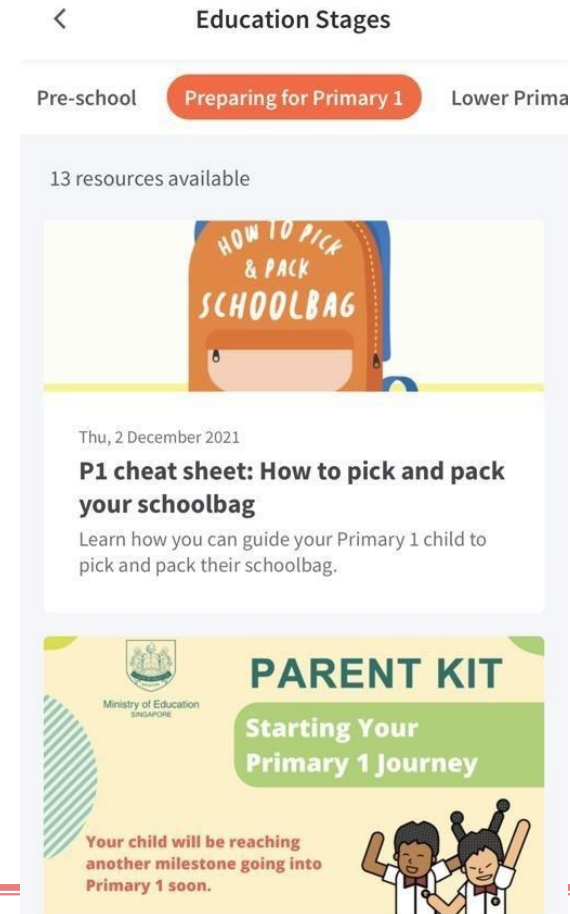 Education Stages
Pre-school
Preparing for Primary 1
Lower Prima
13 resources available
HOW TO PICK
& PACK
SCHOOLBAG
Thu, 2 December 2021
P1 cheat sheet: How to pick and pack
your schoolbag
Learn how you can guide your Primary 1 child to
pick and pack their schoolbag.
Ministry of Education
SINGAPORE
PARENT KIT
Starting Your
Primary 1 Journey
Your child will be reaching
another milestone going into
Primary 1 soon.